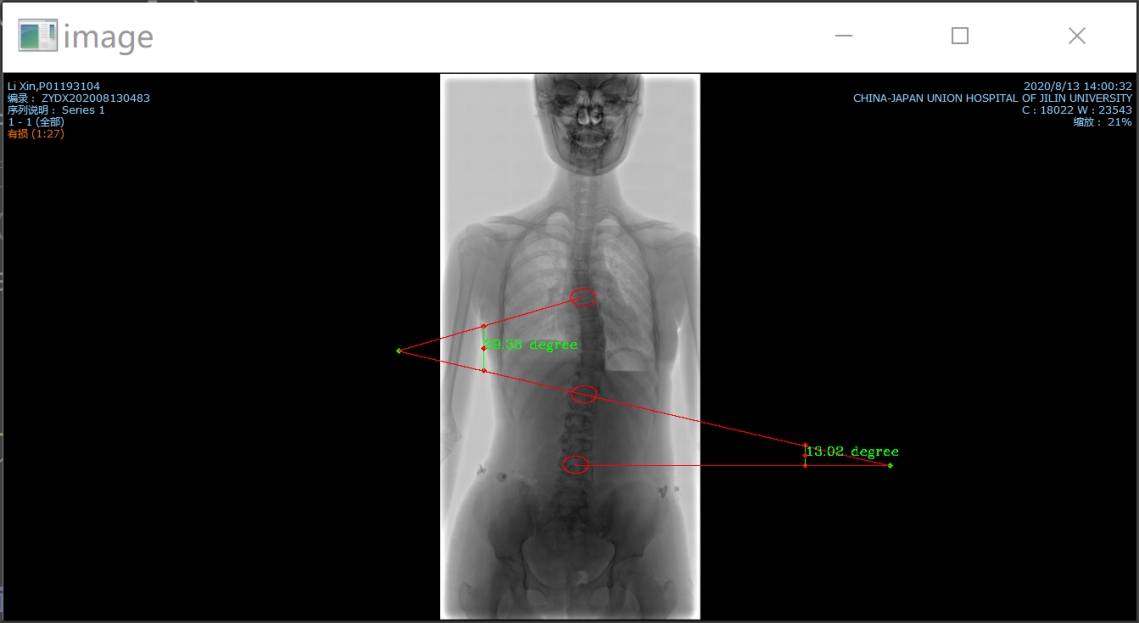 image
Li Xin,P01193104
编录： ZYDX202008130483
序列说明： Series 1
1 - 1 (全部)
有损 (1:27)
2020/8/13 14:00:32
CHINA-JAPAN UNION HOSPITAL OF JILIN UNIVERSITY
C : 18022 W : 23543
缩放： 21%
degree
13.02 degree